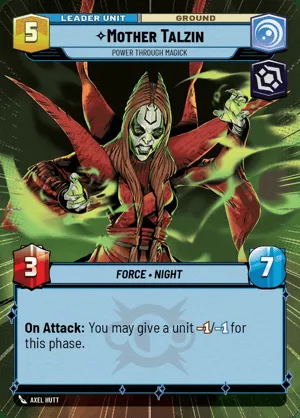 LEADER UNIT
GROUND
5
✧MOTHER TALZIN
POWER THROUGH MAGICK
3
7
FORCE • NIGHT
On Attack: You may give a unit -1/-1 for
this phase.
AXEL HUTT